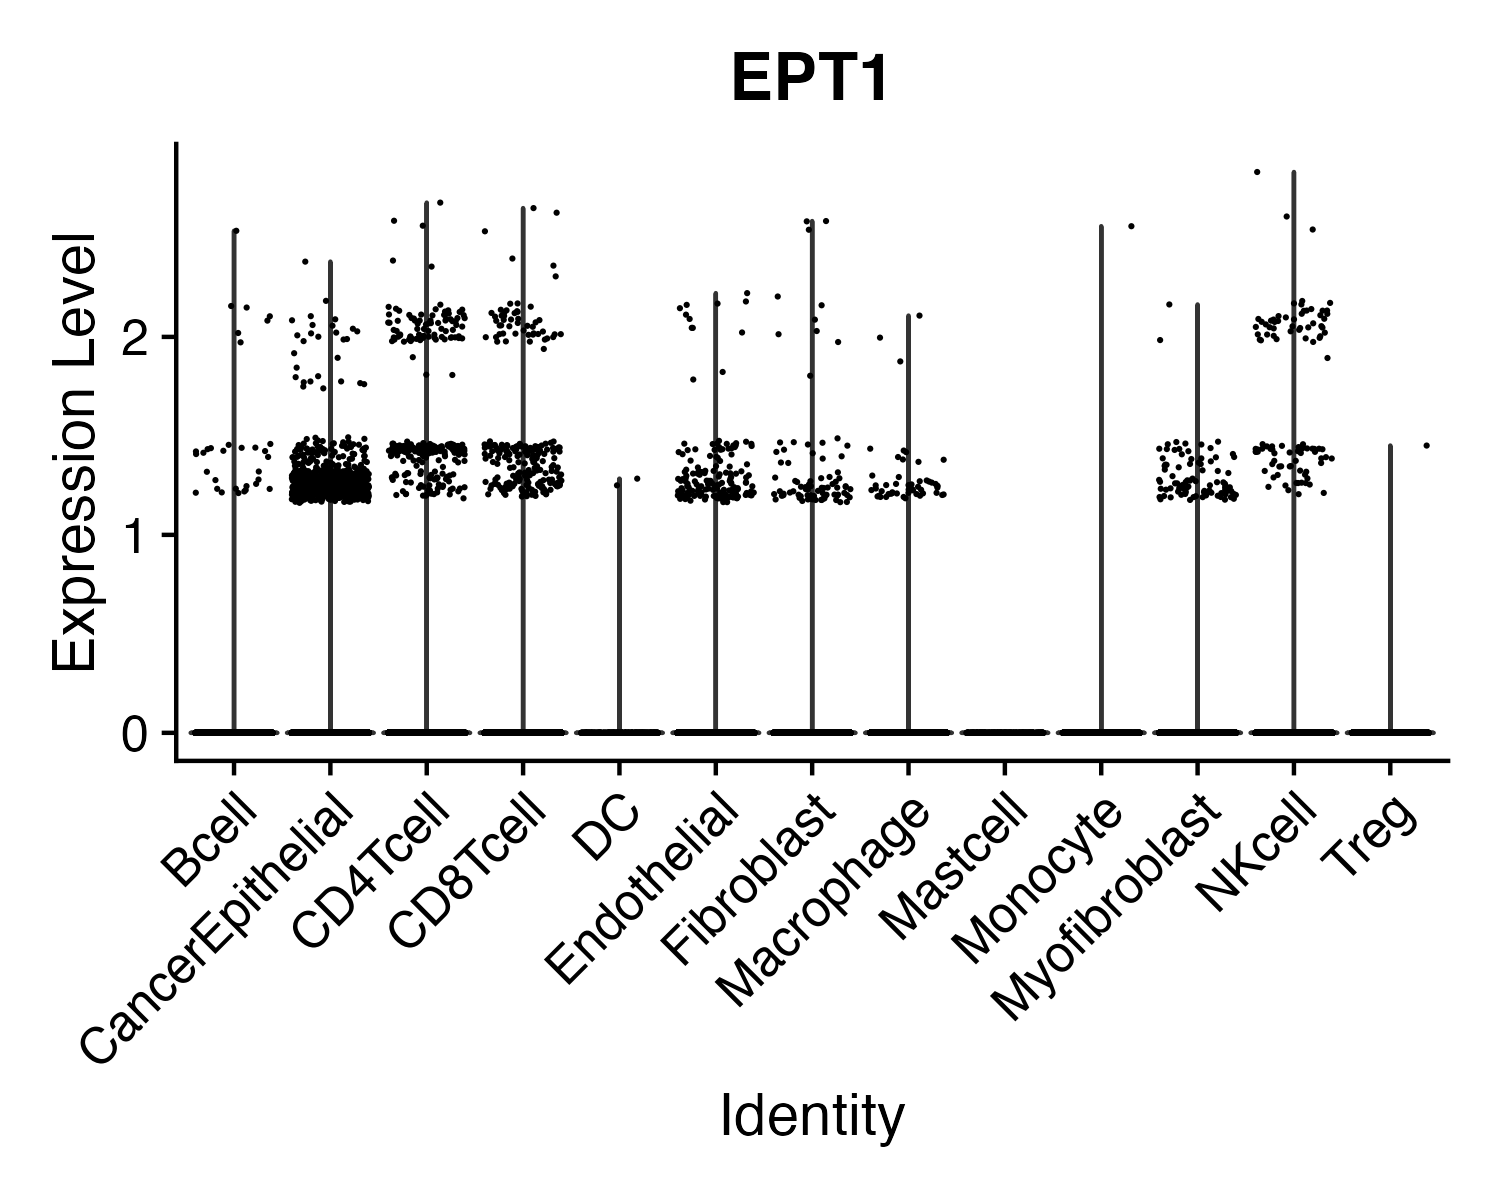 EPT1
Expression Level
2
1
0
Bcell
CancerEpithelial
CD4Tcell
CD8Tcell
DC
Endothelial
Fibroblast
Macrophage
Mastcell
Monocyte
Myofibroblast
NKcell
Treg
Identity